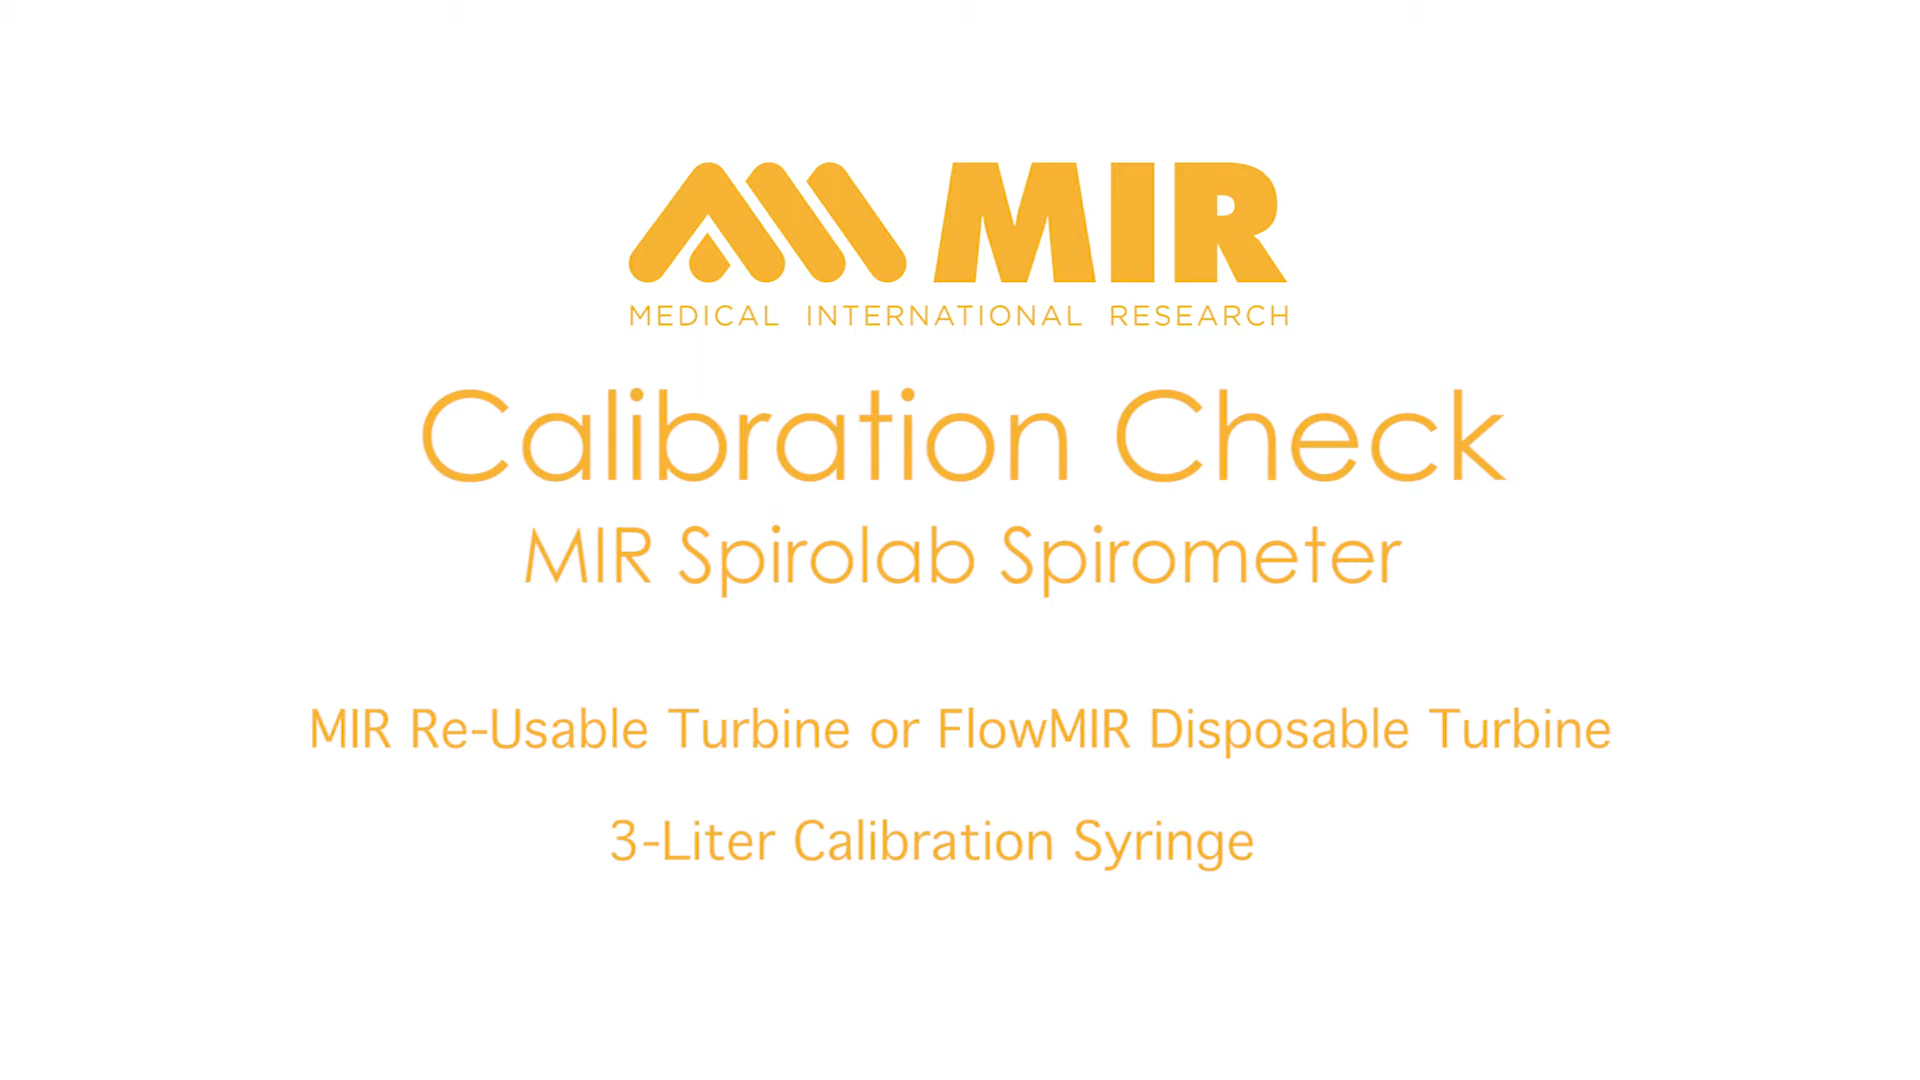 MIR
MEDICAL INTERNATIONAL RESEARCH
Calibration Check
MIR Spirolab Spirometer
MIR Re-Usable Turbine or FlowMIR Disposable Turbine
3-Liter Calibration Syringe